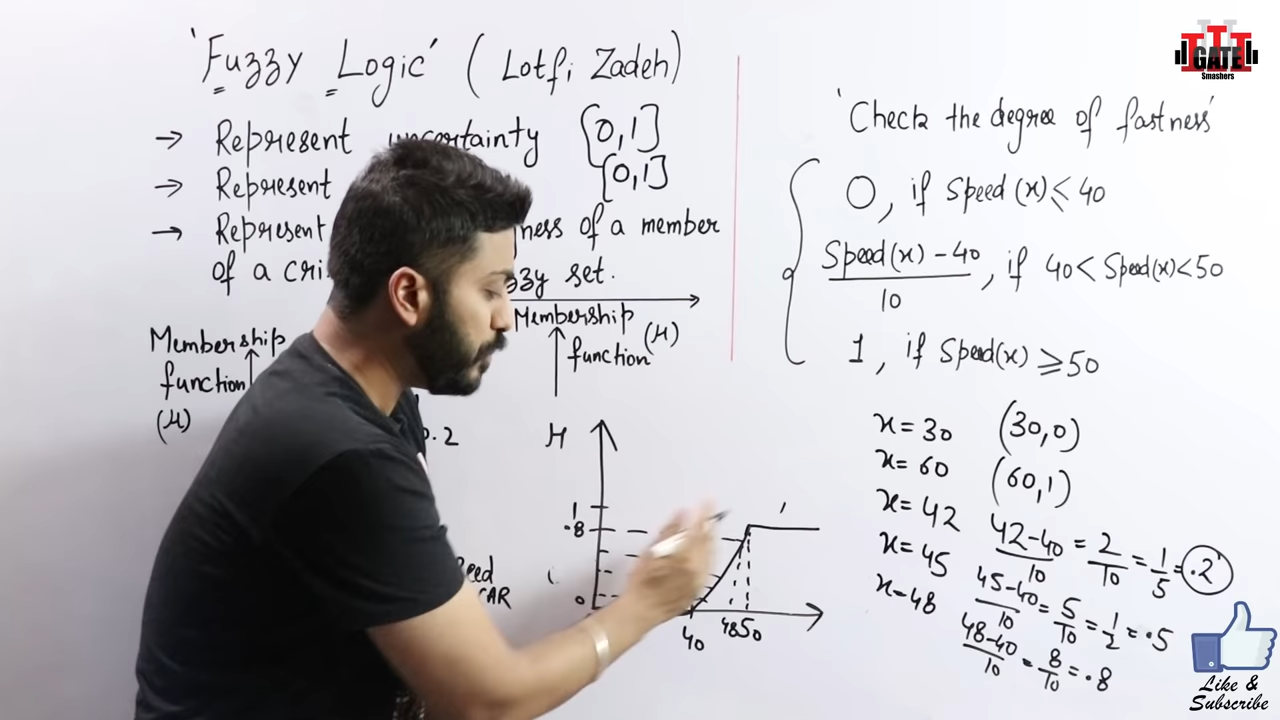 'Fuzzy Logic' (Lotfi Zadeh)
→ Represent uncertainty {0,1]
→ Represent [0,1]
→ Represent ness of a member
of a cri zzy set.
Membership
function
(μ)
.2
eed
CAR
Membership
function (μ)
μ
1
.8
0
40 48 50
1
'Check the degree of fastness'
0, if Speed (x) ≤ 40
Speed(x) - 40
10
, if 40 < Speed(x) < 50
1, if Speed(x) ≥ 50
x = 30 (30,0)
x = 60 (60,1)
x = 42 42-40/10 = 2/10 = 1/5 = .2
x = 45 45-40/10 = 5/10 = 1/2 = .5
x = 48 48-40/10 = 8/10 = .8
GATE
Smashers
Like &
Subscribe